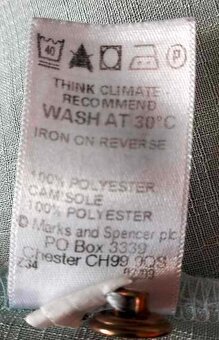 40 P
THINK CLIMATE -
RECOMMEND
WASH AT 30°C
IRON ON REVERSE
100% POLYESTER
CAMISOLE
100% POLYESTER
© Marks and Spencer plc
PO Box 3339
Chester CH99 9QS
Z34